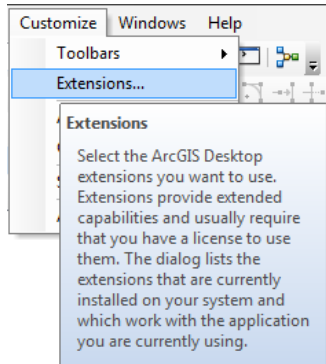 Customize Windows Help
Toolbars
Extensions...
Extensions
Select the ArcGIS Desktop
extensions you want to use.
Extensions provide extended
capabilities and usually require
that you have a license to use
them. The dialog lists the
extensions that are currently
installed on your system and
which work with the application
you are currently using.